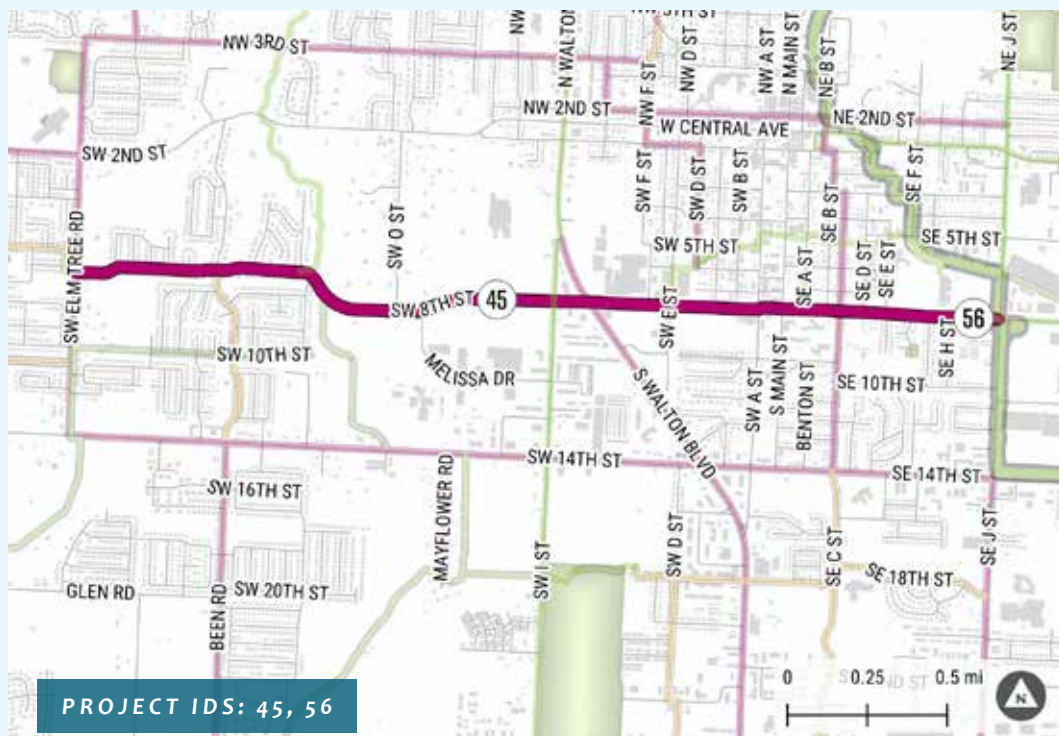 NW 5TH ST
NW 3RD ST
N WALTON
NW D ST
NW A ST
N MAIN ST
NE B ST
NE J ST
NW 2ND ST
NW F ST
NE 2ND ST
W CENTRAL AVE
SW 2ND ST
SW F ST
SW D ST
SW B ST
SE F ST
SW ELM TREE RD
SW O ST
SE B ST
SW 5TH ST
SE 5TH ST
SE A ST
SE D ST
SE E ST
SW 8TH ST
45
SW E ST
56
SW 10TH ST
MELISSA DR
SE H ST
S WALTON BLVD
SW A ST
S MAIN ST
BENTON ST
SE 10TH ST
SW 14TH ST
SE 14TH ST
SW 16TH ST
MAYFLOWER RD
SE J ST
SW I ST
SW D ST
SE C ST
SE 18TH ST
GLEN RD
SW 20TH ST
BEEN RD
0 0.25 0.5 mi
N
PROJECT IDS: 45, 56